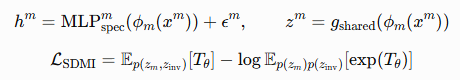 h^m = MLP^m_spec(ϕ_m(x^m)) + ϵ^m,    z^m = g_shared(ϕ_m(x^m))
ℒ_SDMI = 𝔼_{p(z_m,z_inv)}[T_θ] − log 𝔼_{p(z_m)p(z_inv)}[exp(T_θ)]